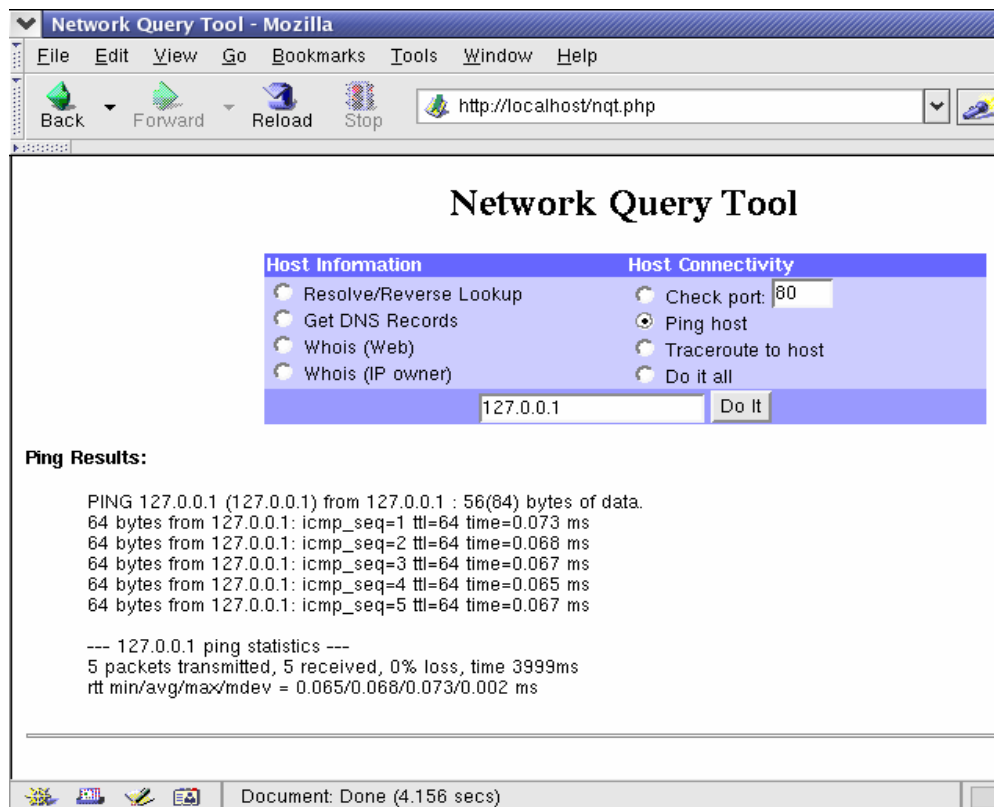 Network Query Tool - Mozilla
File Edit View Go Bookmarks Tools Window Help
Back Forward Reload Stop http://localhost/nqt.php
Network Query Tool
Host Information Host Connectivity
Resolve/Reverse Lookup Check port: 80
Get DNS Records Ping host
Whois (Web) Traceroute to host
Whois (IP owner) Do it all
127.0.0.1 Do It
Ping Results:
PING 127.0.0.1 (127.0.0.1) from 127.0.0.1 : 56(84) bytes of data.
64 bytes from 127.0.0.1: icmp_seq=1 ttl=64 time=0.073 ms
64 bytes from 127.0.0.1: icmp_seq=2 ttl=64 time=0.068 ms
64 bytes from 127.0.0.1: icmp_seq=3 ttl=64 time=0.067 ms
64 bytes from 127.0.0.1: icmp_seq=4 ttl=64 time=0.065 ms
64 bytes from 127.0.0.1: icmp_seq=5 ttl=64 time=0.067 ms
--- 127.0.0.1 ping statistics ---
5 packets transmitted, 5 received, 0% loss, time 3999ms
rtt min/avg/max/mdev = 0.065/0.068/0.073/0.002 ms
Document: Done (4.156 secs)